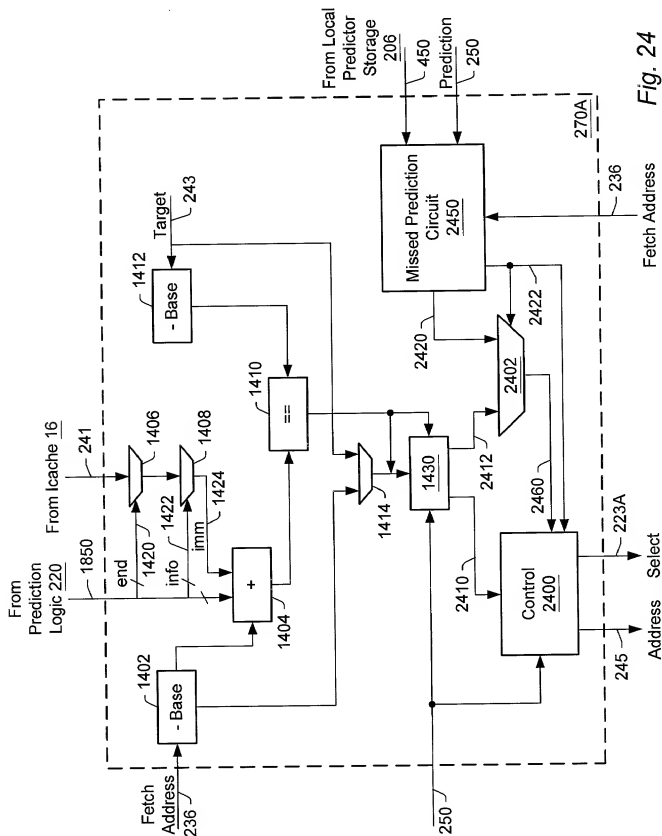 From Icache 16
241
From
Prediction
Logic 220
1850
end
1420
info
1422
imm
1424
1406
1408
1402
- Base
Fetch
Address
236
+
1404
1412
- Base
Target
243
1410
==
1414
1430
2410
2412
250
Missed Prediction
Circuit
2450
From Local
Predictor
Storage
206
450
Prediction
250
2420
2422
2402
2460
Control
2400
Fetch Address
236
270A
Address
245
Select
223A
Fig. 24